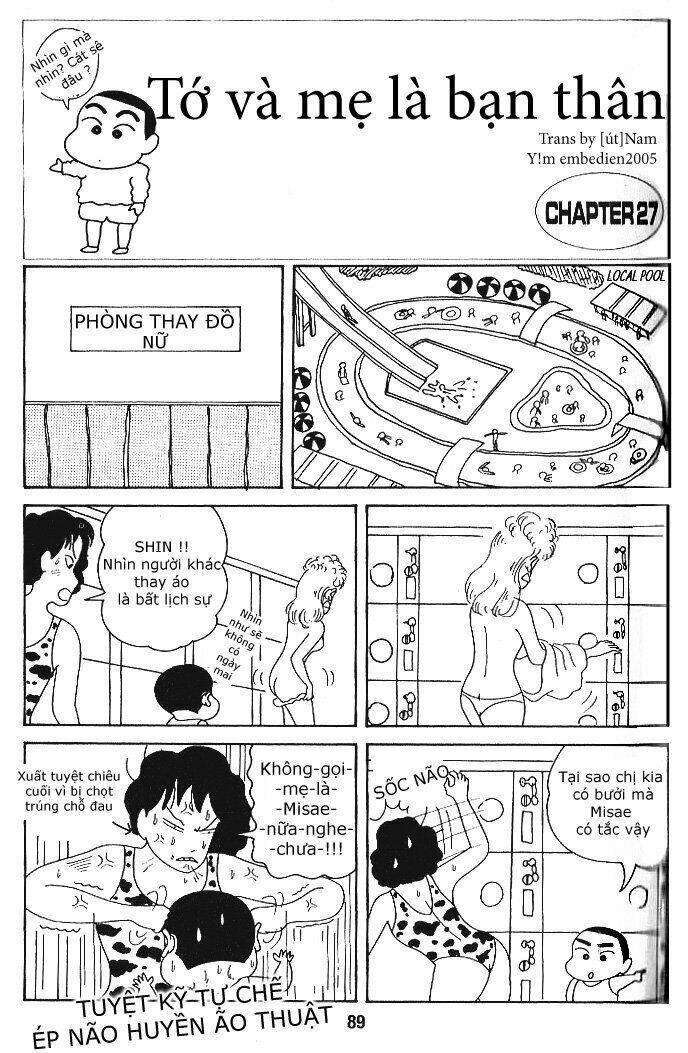 Nhìn gì mà
nhìn? Cát sê
đâu ?
Tớ và mẹ là bạn thân
Trans by [út]Nam
Y!m embedien2005
CHAPTER 27
PHÒNG THAY ĐỒ
NỮ
LOCAL POOL
SHIN !!
Nhìn người khác
thay áo
là bất lịch sự
Nhìn
như sẽ
không
có
ngày
mai
Xuất tuyệt chiêu
cuối vì bị chọt
trúng chỗ đau
Không-gọi-
-mẹ-là-
-Misae-
-nữa-nghe-
-chưa-!!!
TUYỆT KỸ TỰ CHẾ
ÉP NÃO HUYỀN ẢO THUẬT
SỐC NÃO
Tại sao chị kia
có bưởi mà
Misae
có tắc vậy
89